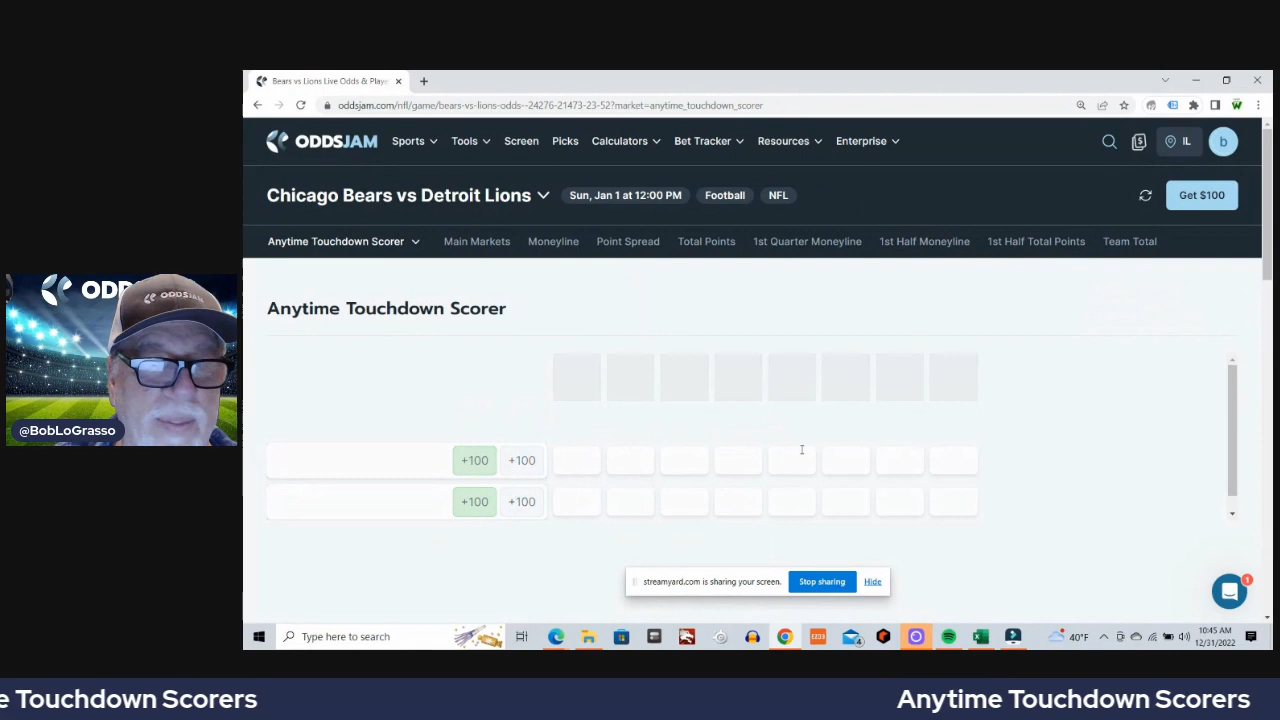 Bears vs Lions Live Odds & Playe
oddsjam.com/nfl/game/bears-vs-lions-odds--24276-21473-23-52?market=anytime_touchdown_scorer
ODDSJAM Sports Tools Screen Picks Calculators Bet Tracker Resources Enterprise IL b
Chicago Bears vs Detroit Lions Sun, Jan 1 at 12:00 PM Football NFL Get $100
Anytime Touchdown Scorer Main Markets Moneyline Point Spread Total Points 1st Quarter Moneyline 1st Half Moneyline 1st Half Total Points Team Total
ODD
ODDSJAM
@BobLoGrasso
Anytime Touchdown Scorer
+100 +100
+100 +100
streamyard.com is sharing your screen. Stop sharing Hide
1
Type here to search
EZD3
4
40°F
10:45 AM
12/31/2022
e Touchdown Scorers
Anytime Touchdown Scorers